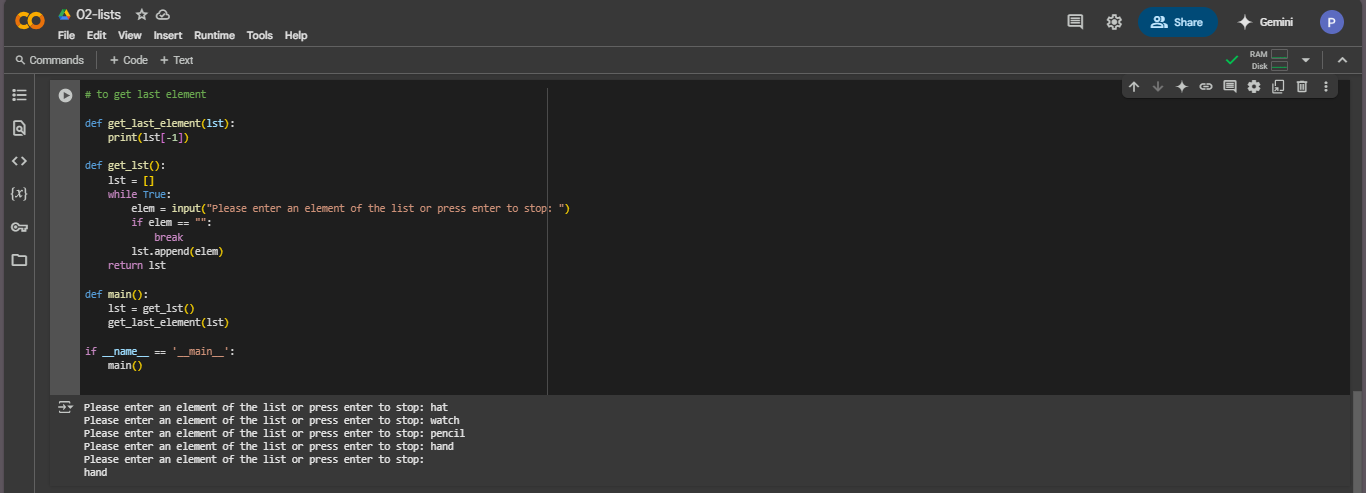 02-lists
File Edit View Insert Runtime Tools Help
Share
Gemini
P
Commands + Code + Text
RAM
Disk
# to get last element

def get_last_element(lst):
    print(lst[-1])

def get_lst():
    lst = []
    while True:
        elem = input("Please enter an element of the list or press enter to stop: ")
        if elem == "":
            break
        lst.append(elem)
    return lst

def main():
    lst = get_lst()
    get_last_element(lst)

if __name__ == '__main__':
    main()

Please enter an element of the list or press enter to stop: hat
Please enter an element of the list or press enter to stop: watch
Please enter an element of the list or press enter to stop: pencil
Please enter an element of the list or press enter to stop: hand
Please enter an element of the list or press enter to stop:
hand